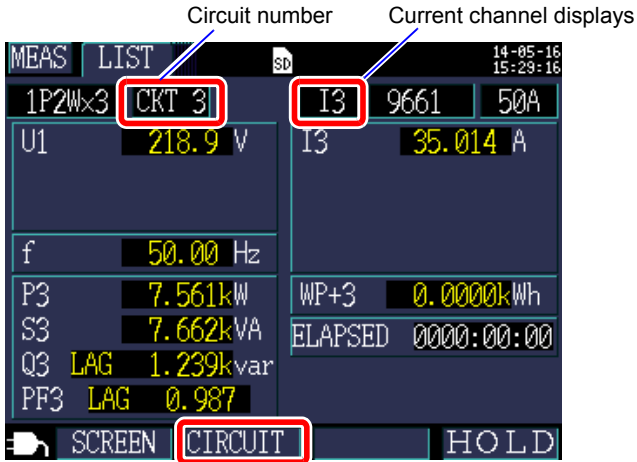 Circuit number Current channel displays
MEAS LIST SD 14-05-16
15:29:16
1P2W×3 CKT 3 I3 9661 50A
U1 218.9 V I3 35.014 A
f 50.00 Hz
P3 7.561kW WP+3 0.0000kWh
S3 7.662kVA ELAPSED 0000:00:00
Q3 LAG 1.239kvar
PF3 LAG 0.987
SCREEN CIRCUIT HOLD